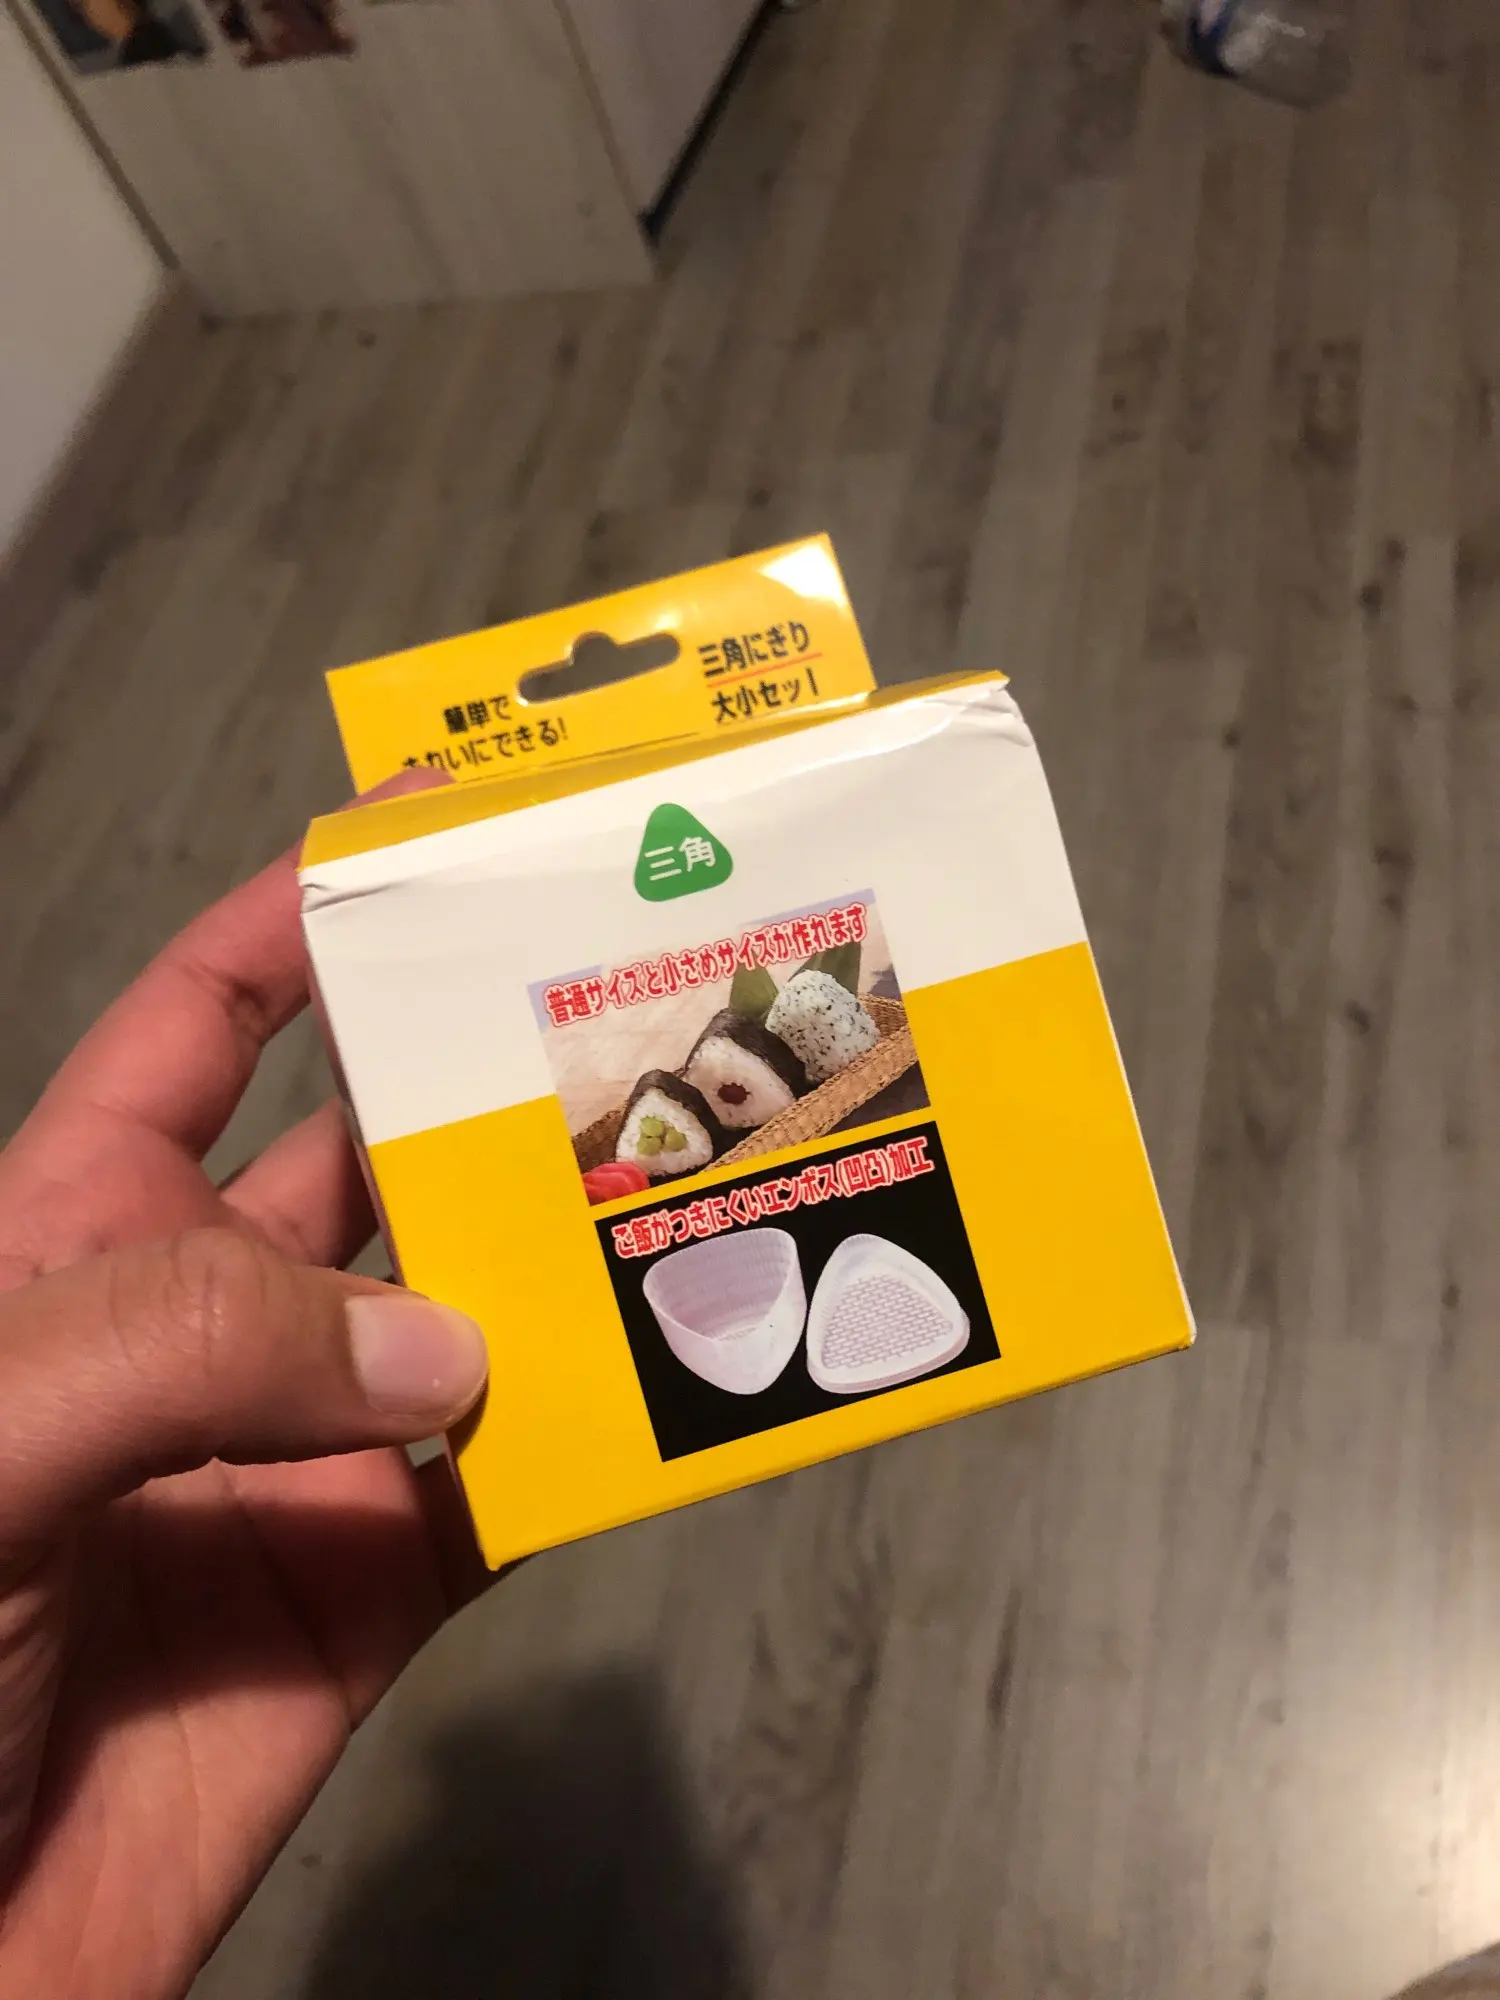 簡単で
きれいにできる!
三角にぎり
大小セット
三角
普通サイズと小さめサイズが作れます
ご飯がつきにくいエンボス(凹凸)加工